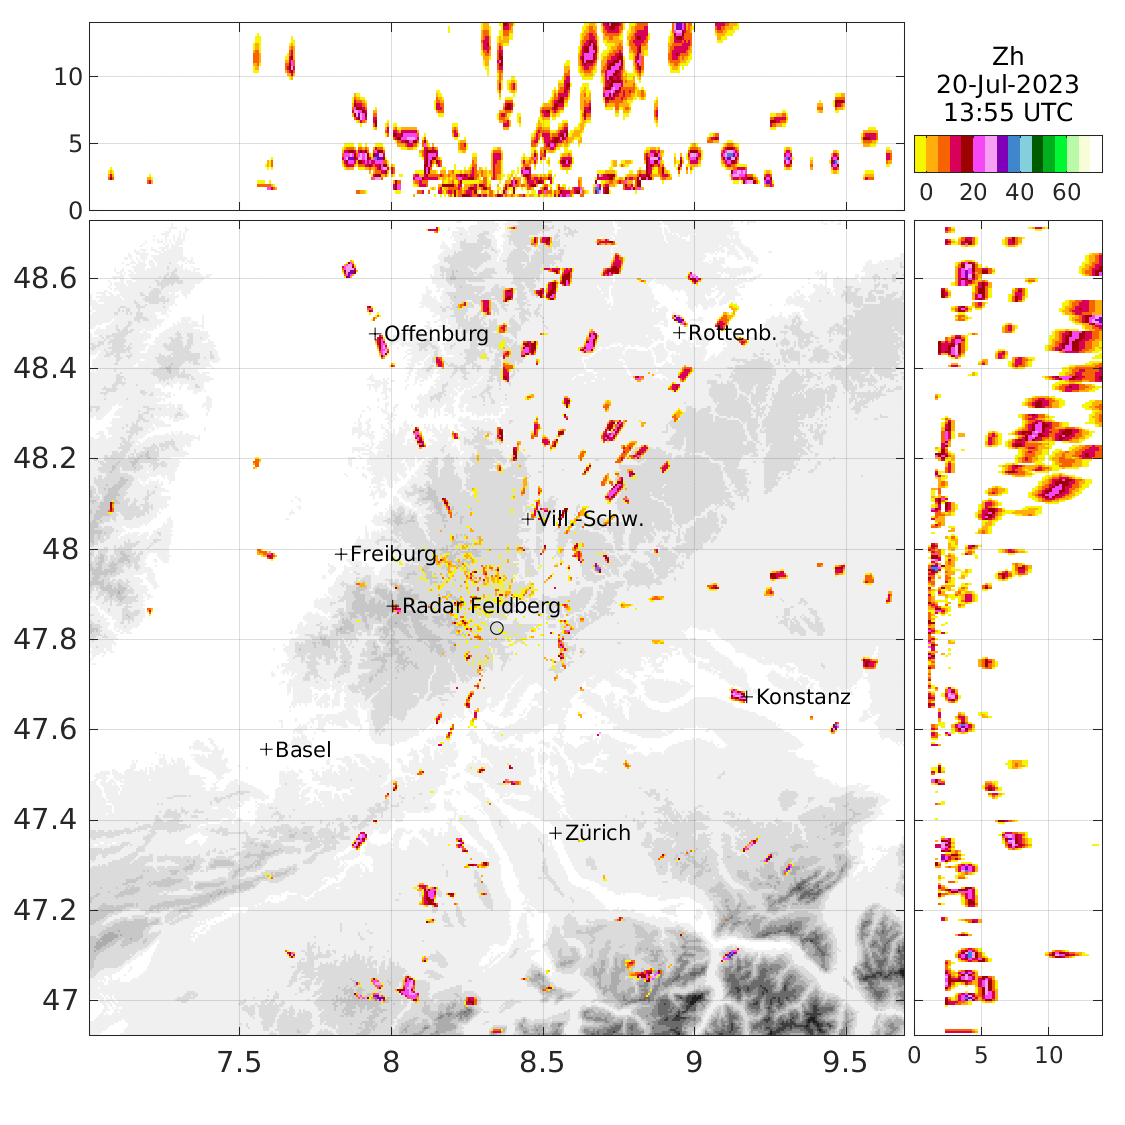 Zh
20-Jul-2023
13:55 UTC
0 20 40 60
10
5
0
48.6
48.4
48.2
48
47.8
47.6
47.4
47.2
47
Offenburg
Rottenb.
Vill.-Schw.
Freiburg
Radar Feldberg
Konstanz
Basel
Zürich
7.5 8 8.5 9 9.5
0 5 10